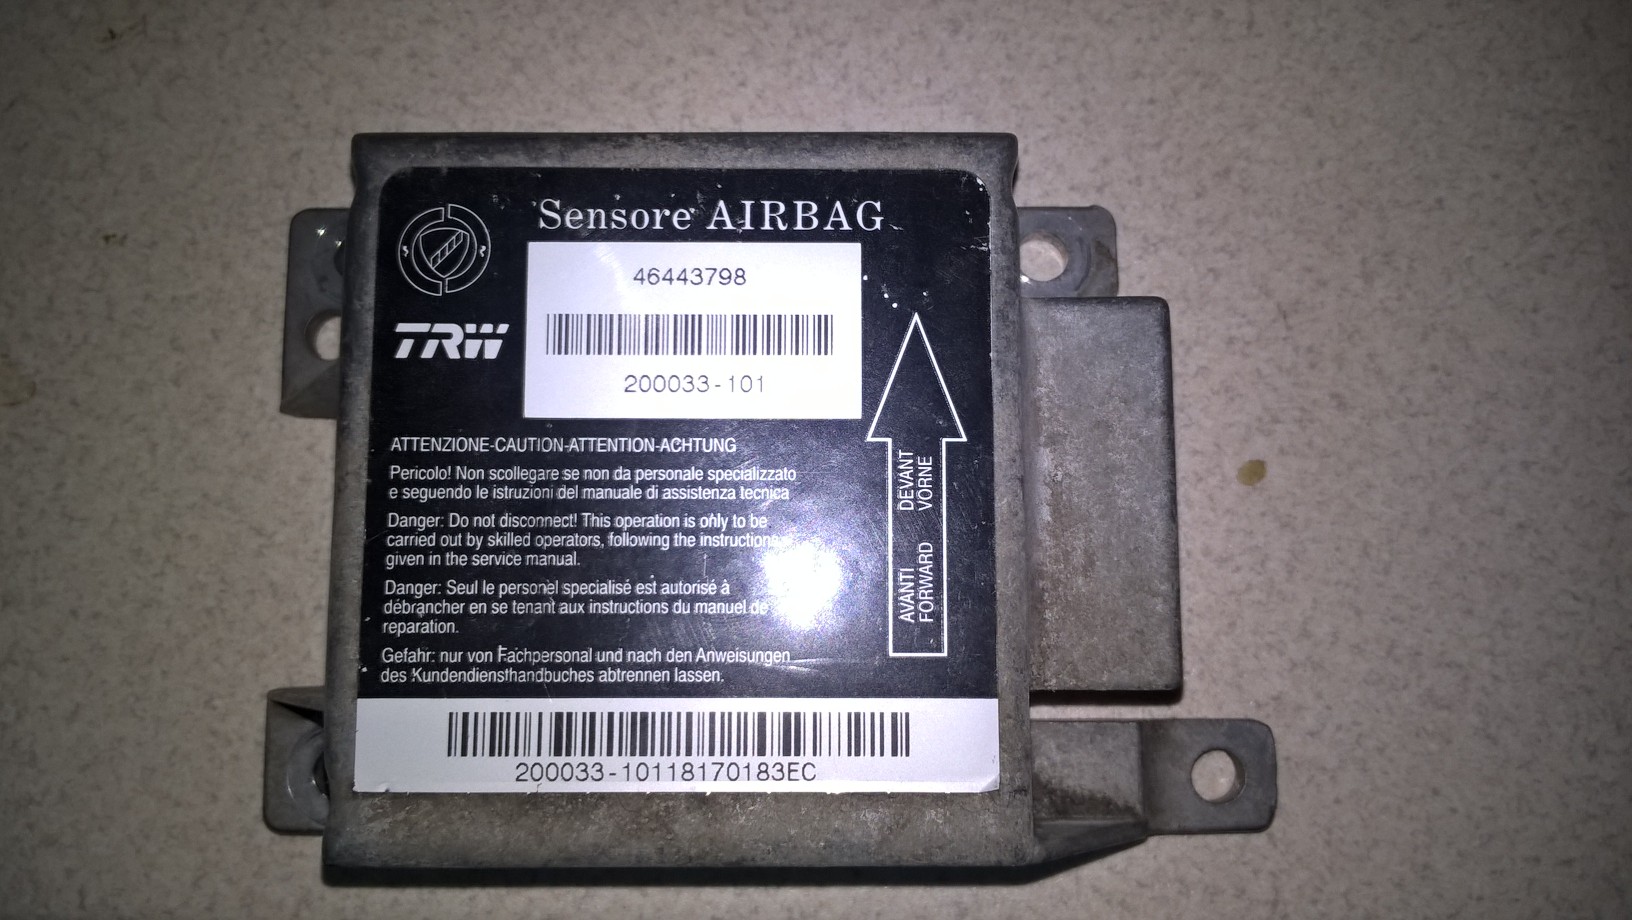 Sensore AIRBAG
46443798
TRW
200033-101
ATTENZIONE-CAUTION-ATTENTION-ACHTUNG
Pericolo! Non scollegare se non da personale specializzato
e seguendo le istruzioni del manuale di assistenza tecnica
Danger: Do not disconnect! This operation is only to be
carried out by skilled operators, following the instructions
given in the service manual.
Danger: Seul le personel specialisé est autorisé à
débrancher en se tenant aux instructions du manuel de
reparation.
Gefahr: nur von Fachpersonal und nach den Anweisungen
des Kundendiensthandbuches abtrennen lassen.
AVANTI DEVANT
FORWARD VORNE
200033-10118170183EC